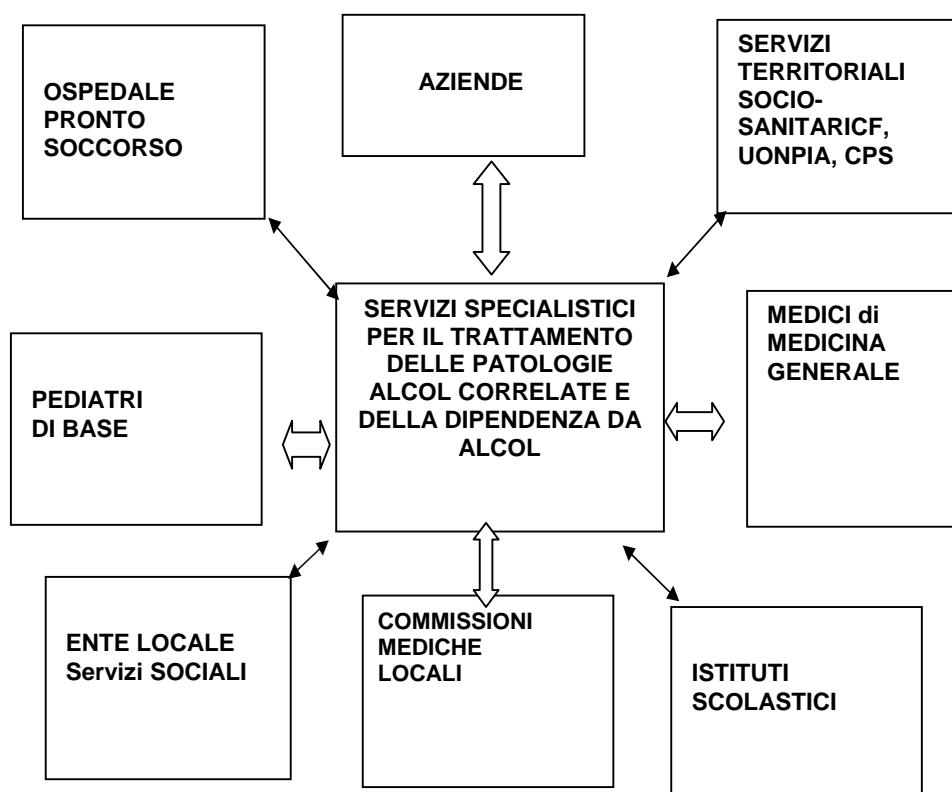 OSPEDALE
PRONTO
SOCCORSO
AZIENDE
SERVIZI
TERRITORIALI
SOCIO-
SANITARICF,
UONPIA, CPS
SERVIZI SPECIALISTICI
PER IL TRATTAMENTO
DELLE PATOLOGIE
ALCOL CORRELATE E
DELLA DIPENDENZA DA
ALCOL
PEDIATRI
DI BASE
MEDICI di
MEDICINA
GENERALE
ENTE LOCALE
Servizi SOCIALI
COMMISSIONI
MEDICHE
LOCALI
ISTITUTI
SCOLASTICI